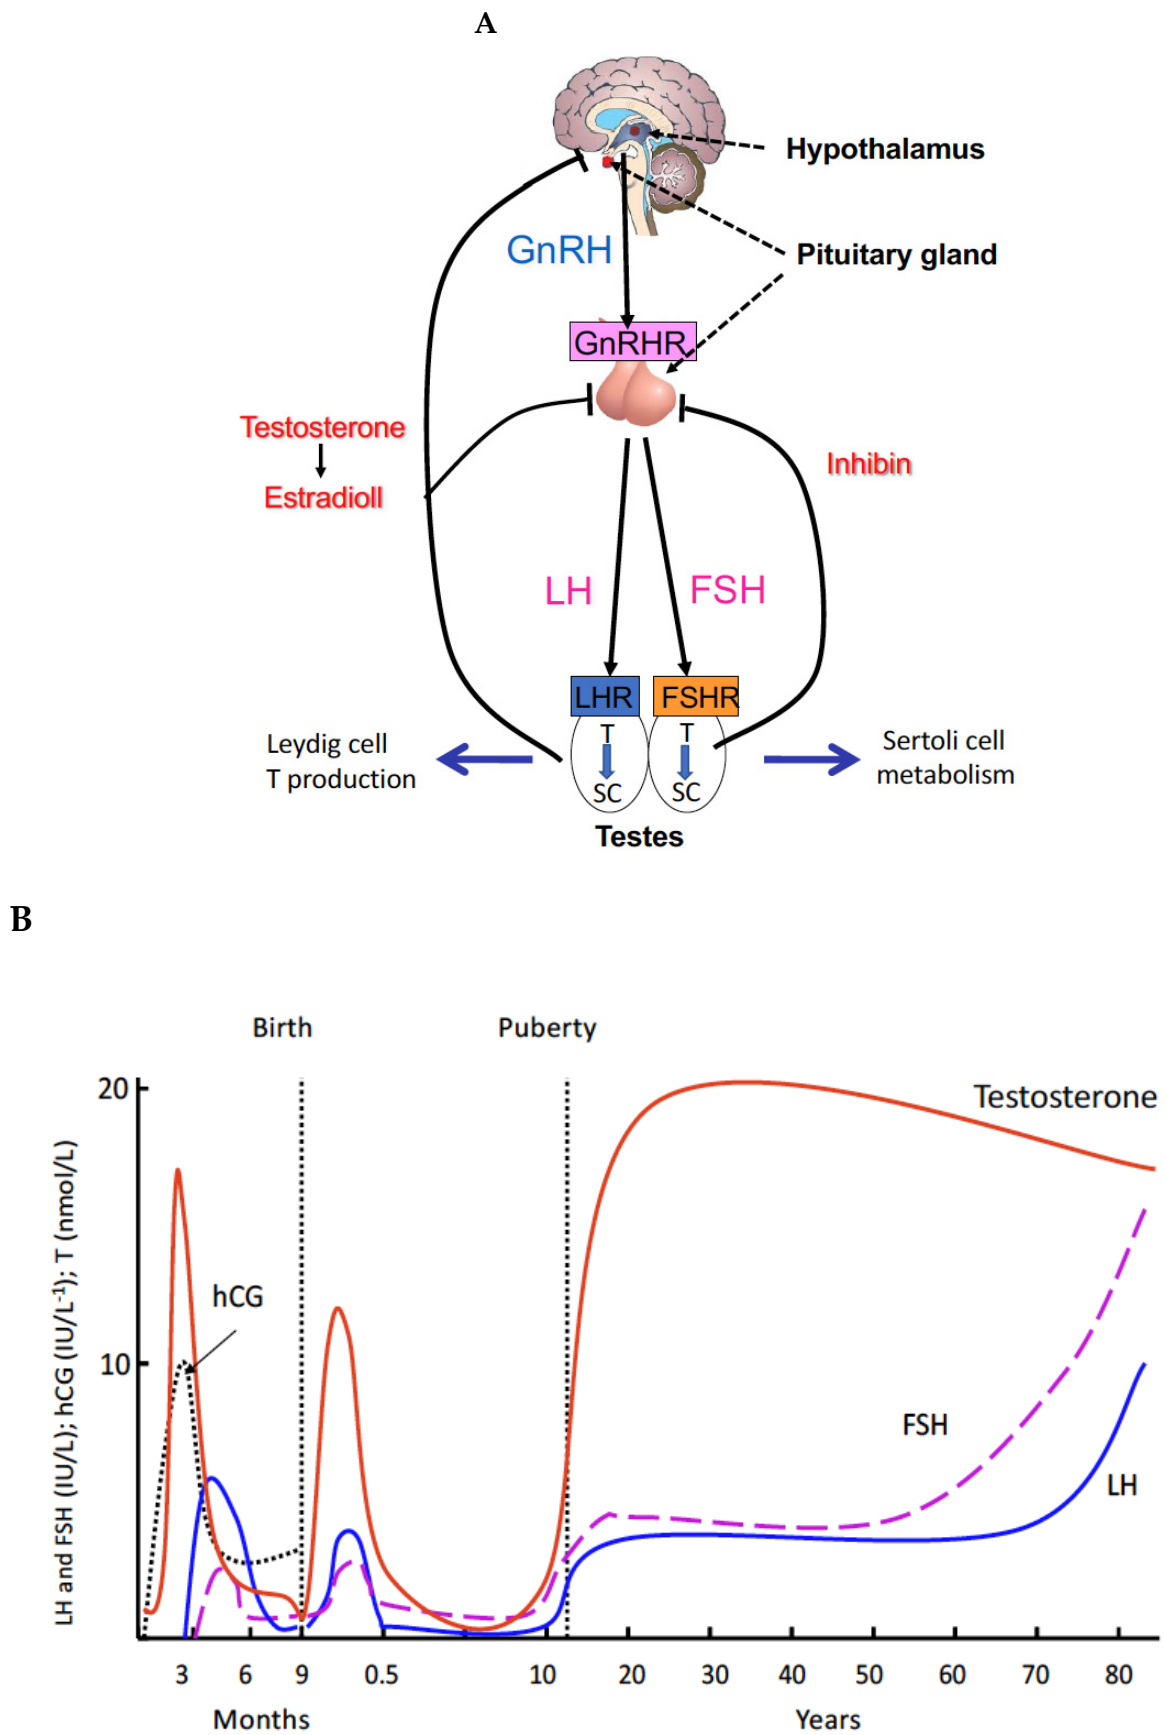 A
Hypothalamus
GnRH
Pituitary gland
GnRHR
Testosterone
Inhibin
Estradioll
LH
FSH
LHR
FSHR
T
T
Leydig cell
T production
Sertoli cell
metabolism
SC
SC
Testes
B
Birth
Puberty
20
Testosterone
LH and FSH (IU/L); hCG (IU/L-1); T (nmol/L)
hCG
10
FSH
LH
3
6
9
0.5
10
20
30
40
50
60
70
80
Months
Years